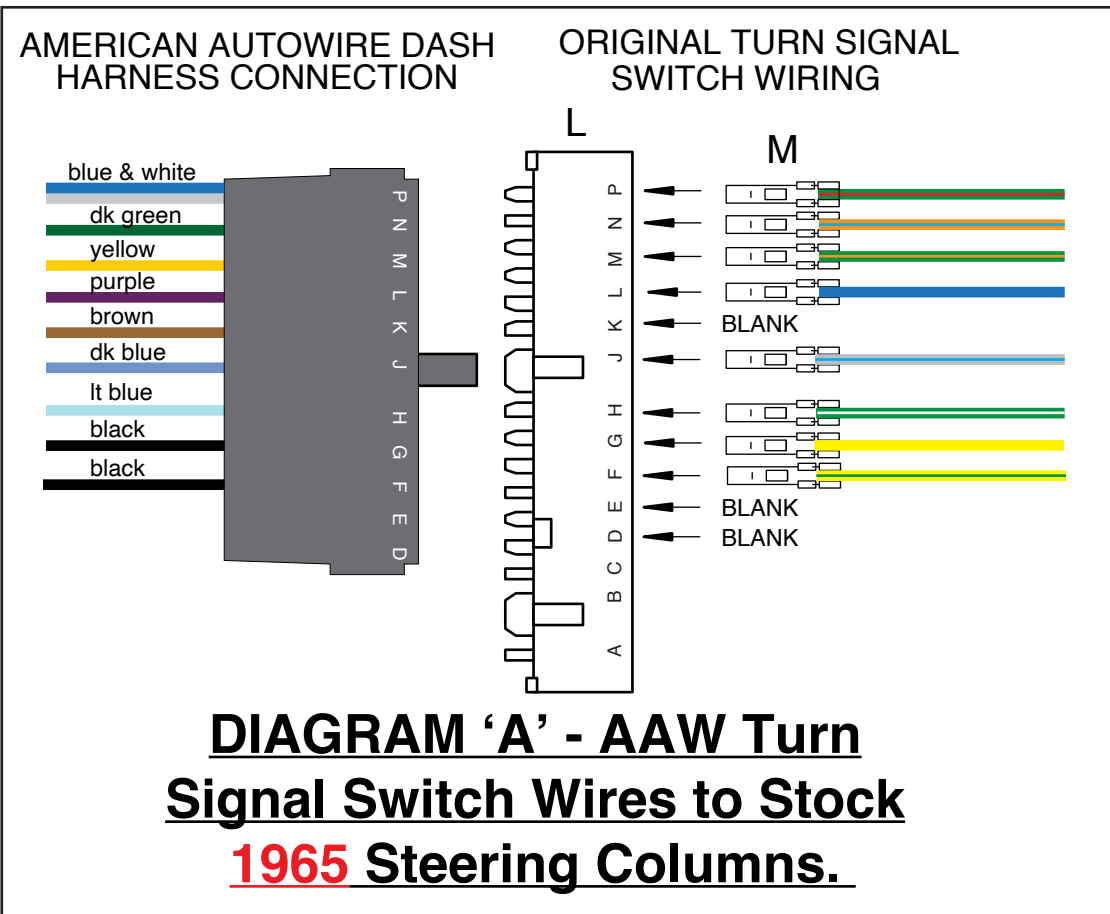 AMERICAN AUTOWIRE DASH
HARNESS CONNECTION
ORIGINAL TURN SIGNAL
SWITCH WIRING
L
M
blue & white
dk green
yellow
purple
brown
dk blue
lt blue
black
black
P
N
M
L
K
J
H
G
F
E
D
P
N
M
L
K
J
H
G
F
E
D
C
B
A
BLANK
BLANK
BLANK
DIAGRAM ‘A’ - AAW Turn
Signal Switch Wires to Stock
1965 Steering Columns.